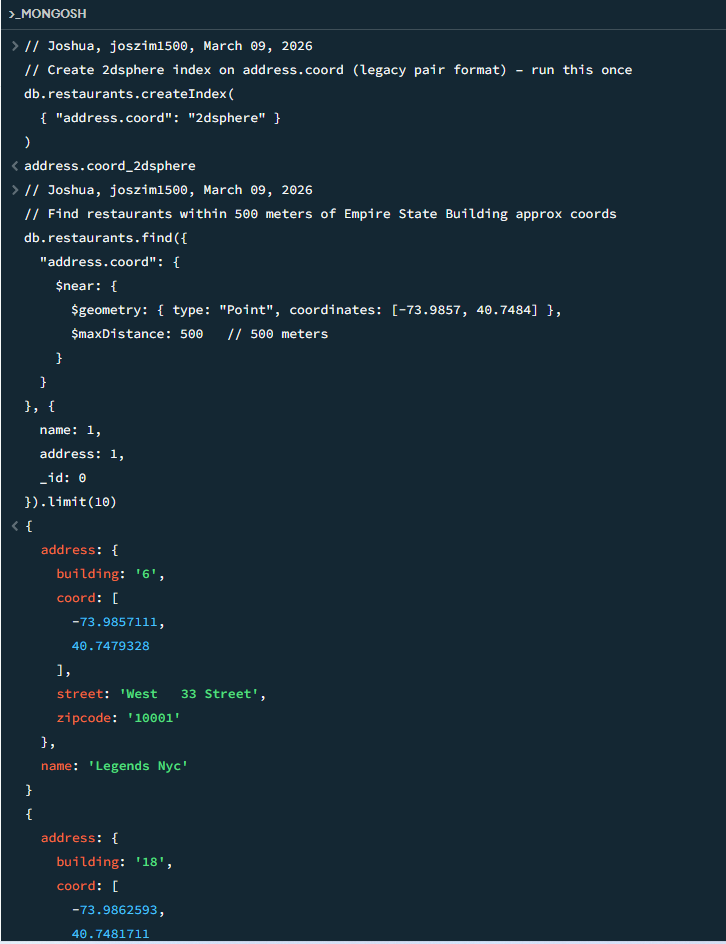 >_MONGOSH
> // Joshua, joszim1500, March 09, 2026
// Create 2dsphere index on address.coord (legacy pair format) – run this once
db.restaurants.createIndex(
  { "address.coord": "2dsphere" }
)
< address.coord_2dsphere
> // Joshua, joszim1500, March 09, 2026
// Find restaurants within 500 meters of Empire State Building approx coords
db.restaurants.find({
  "address.coord": {
    $near: {
      $geometry: { type: "Point", coordinates: [-73.9857, 40.7484] },
      $maxDistance: 500   // 500 meters
    }
  }
}, {
  name: 1,
  address: 1,
  _id: 0
}).limit(10)
< {
  address: {
    building: '6',
    coord: [
      -73.9857111,
      40.7479328
    ],
    street: 'West   33 Street',
    zipcode: '10001'
  },
  name: 'Legends Nyc'
}
{
  address: {
    building: '18',
    coord: [
      -73.9862593,
      40.7481711